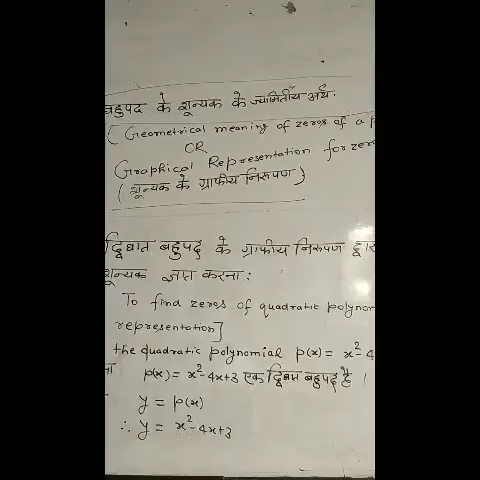 बहुपद के शून्यक के ज्यामितीय अर्थ:
(Geometrical meaning of zeros of a
OR
Graphical Representation for zer
(शून्यक के ग्राफीय निरूपण)
द्विघात बहुपद के ग्राफीय निरूपण द्वा
शून्यक ज्ञात करना:
To find zeros of quadratic polynom
representation]
the quadratic polynomial p(x) = x²-4
p(x) = x²-4x+3 एक द्विघात बहुपद है।
y = p(x)
∴ y = x²-4x+3